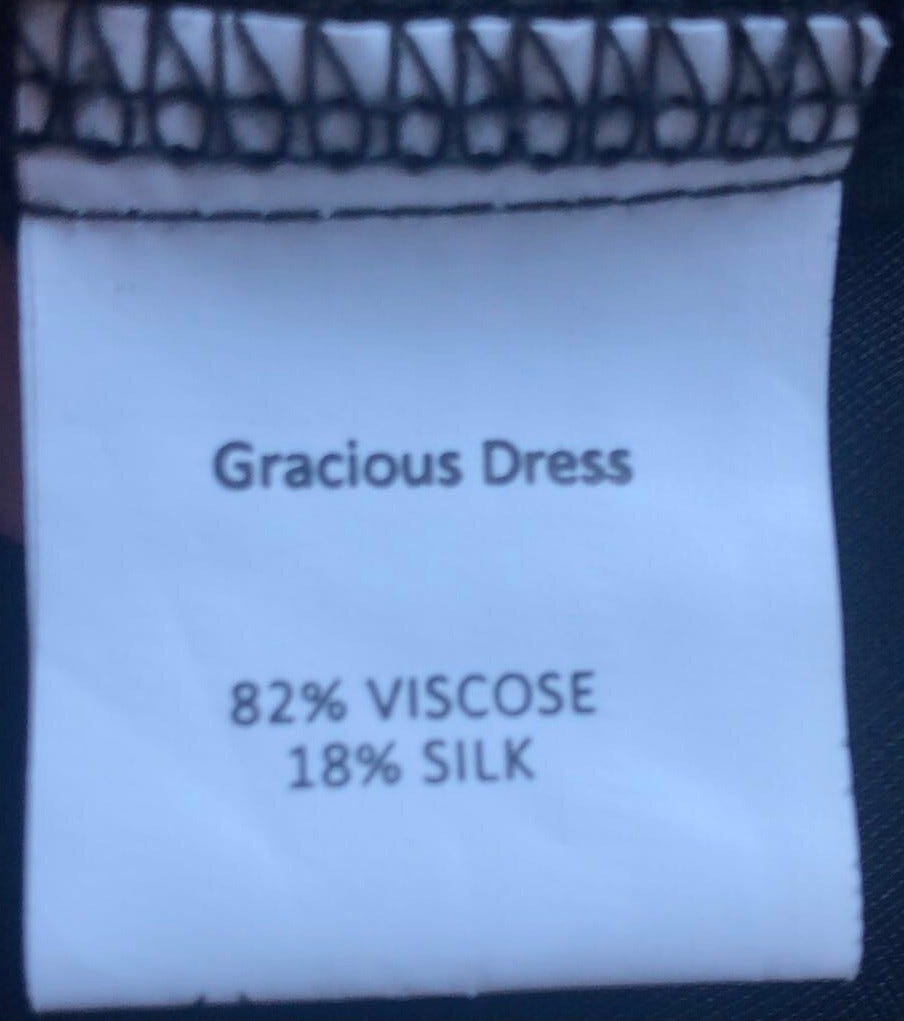 Gracious Dress
82% VISCOSE
18% SILK